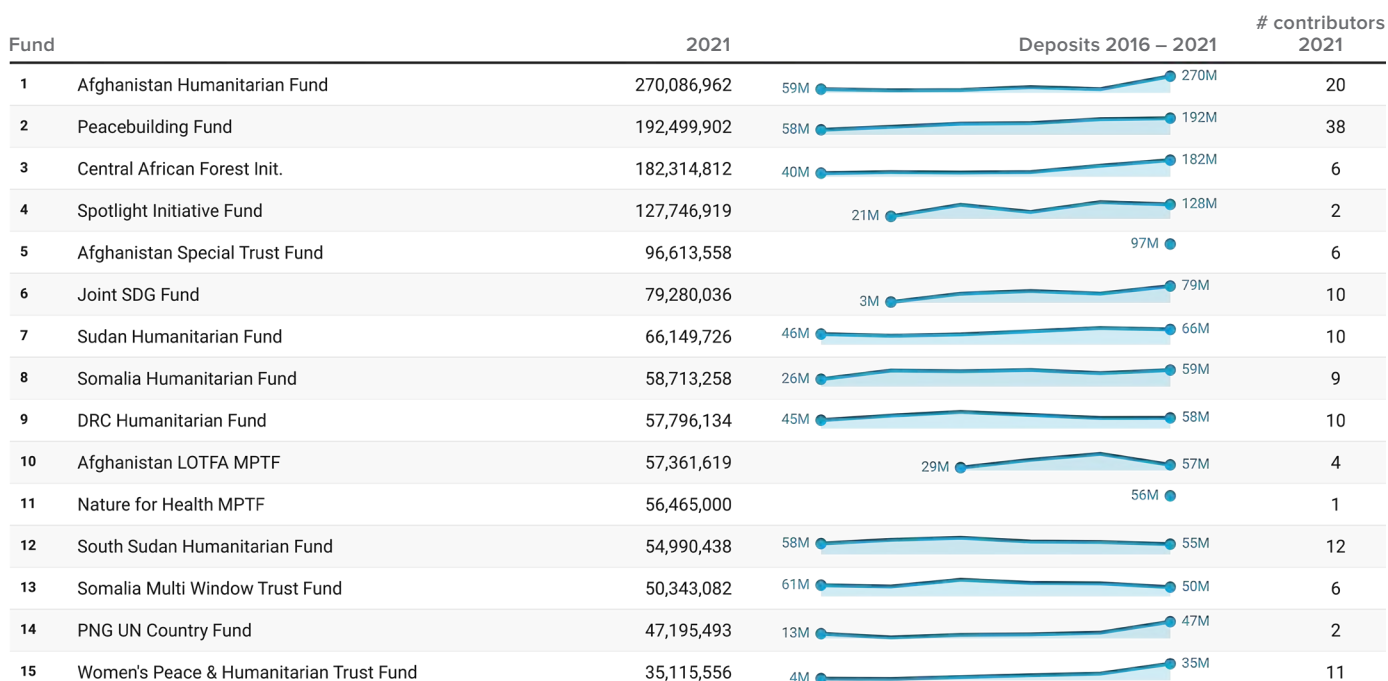 # contributors
Fund 2021 Deposits 2016 – 2021 2021
1 Afghanistan Humanitarian Fund 270,086,962 59M 270M 20
2 Peacebuilding Fund 192,499,902 58M 192M 38
3 Central African Forest Init. 182,314,812 40M 182M 6
4 Spotlight Initiative Fund 127,746,919 21M 128M 2
5 Afghanistan Special Trust Fund 96,613,558 97M 6
6 Joint SDG Fund 79,280,036 3M 79M 10
7 Sudan Humanitarian Fund 66,149,726 46M 66M 10
8 Somalia Humanitarian Fund 58,713,258 26M 59M 9
9 DRC Humanitarian Fund 57,796,134 45M 58M 10
10 Afghanistan LOTFA MPTF 57,361,619 29M 57M 4
11 Nature for Health MPTF 56,465,000 56M 1
12 South Sudan Humanitarian Fund 54,990,438 58M 55M 12
13 Somalia Multi Window Trust Fund 50,343,082 61M 50M 6
14 PNG UN Country Fund 47,195,493 13M 47M 2
15 Women's Peace & Humanitarian Trust Fund 35,115,556 4M 35M 11